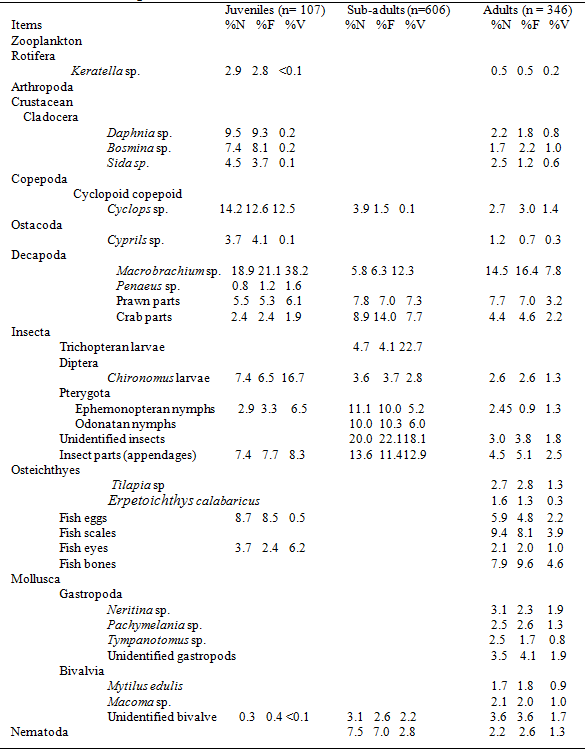 Juveniles (n= 107) Sub-adults (n=606) Adults (n = 346)
Items %N %F %V %N %F %V %N %F %V
Zooplankton
Rotifera
Keratella sp. 2.9 2.8 <0.1 0.5 0.5 0.2
Arthropoda
Crustacean
Cladocera
Daphnia sp. 9.5 9.3 0.2 2.2 1.8 0.8
Bosmina sp. 7.4 8.1 0.2 1.7 2.2 1.0
Sida sp. 4.5 3.7 0.1 2.5 1.2 0.6
Copepoda
Cyclopoid copepoid
Cyclops sp. 14.2 12.6 12.5 3.9 1.5 0.1 2.7 3.0 1.4
Ostacoda
Cyprils sp. 3.7 4.1 0.1 1.2 0.7 0.3
Decapoda
Macrobrachium sp. 18.9 21.1 38.2 5.8 6.3 12.3 14.5 16.4 7.8
Penaeus sp. 0.8 1.2 1.6
Prawn parts 5.5 5.3 6.1 7.8 7.0 7.3 7.7 7.0 3.2
Crab parts 2.4 2.4 1.9 8.9 14.0 7.7 4.4 4.6 2.2
Insecta
Trichopteran larvae 4.7 4.1 22.7
Diptera
Chironomus larvae 7.4 6.5 16.7 3.6 3.7 2.8 2.6 2.6 1.3
Pterygota
Ephemonopteran nymphs 2.9 3.3 6.5 11.1 10.0 5.2 2.45 0.9 1.3
Odonatan nymphs 10.0 10.3 6.0
Unidentified insects 20.0 22.1 18.1 3.0 3.8 1.8
Insect parts (appendages) 7.4 7.7 8.3 13.6 11.4 12.9 4.5 5.1 2.5
Osteichthyes
Tilapia sp 2.7 2.8 1.3
Erpetoichthys calabaricus 1.6 1.3 0.3
Fish eggs 8.7 8.5 0.5 5.9 4.8 2.2
Fish scales 9.4 8.1 3.9
Fish eyes 3.7 2.4 6.2 2.1 2.0 1.0
Fish bones 7.9 9.6 4.6
Mollusca
Gastropoda
Neritina sp. 3.1 2.3 1.9
Pachymelania sp. 2.5 2.6 1.3
Tympanotomus sp. 2.5 1.7 0.8
Unidentified gastropods 3.5 4.1 1.9
Bivalvia
Mytilus edulis 1.7 1.8 0.9
Macoma sp. 2.1 2.0 1.0
Unidentified bivalve 0.3 0.4 <0.1 3.1 2.6 2.2 3.6 3.6 1.7
Nematoda 7.5 7.0 2.8 2.2 2.6 1.3